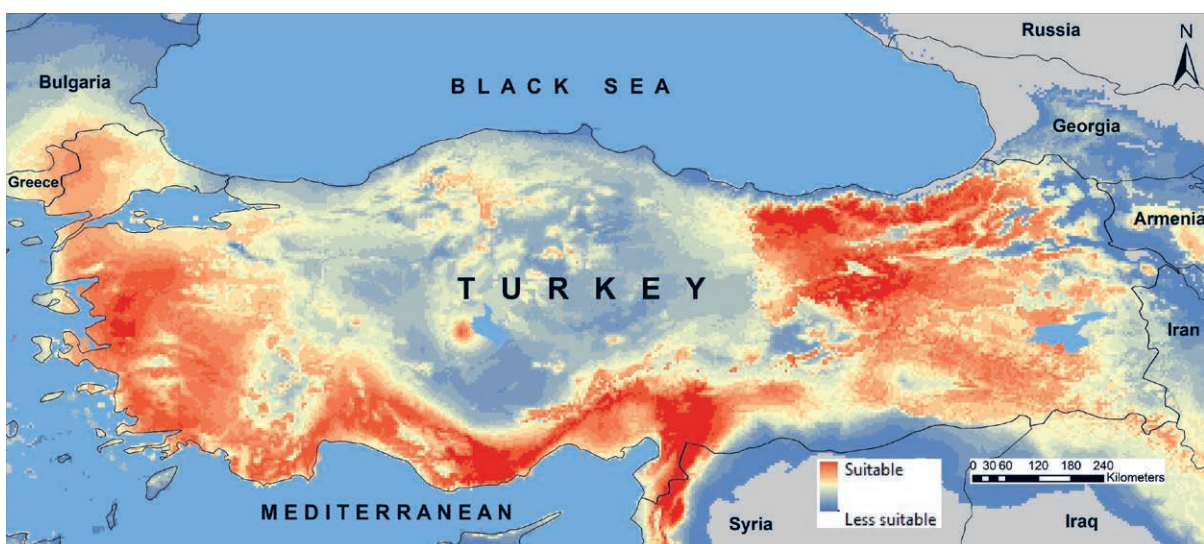 Russia
N
Bulgaria
BLACK SEA
Georgia
Greece
Armenia
TURKEY
Iran
Suitable
0 30 60 120 180 240
Kilometers
MEDITERRANEAN
Syria
Less suitable
Iraq